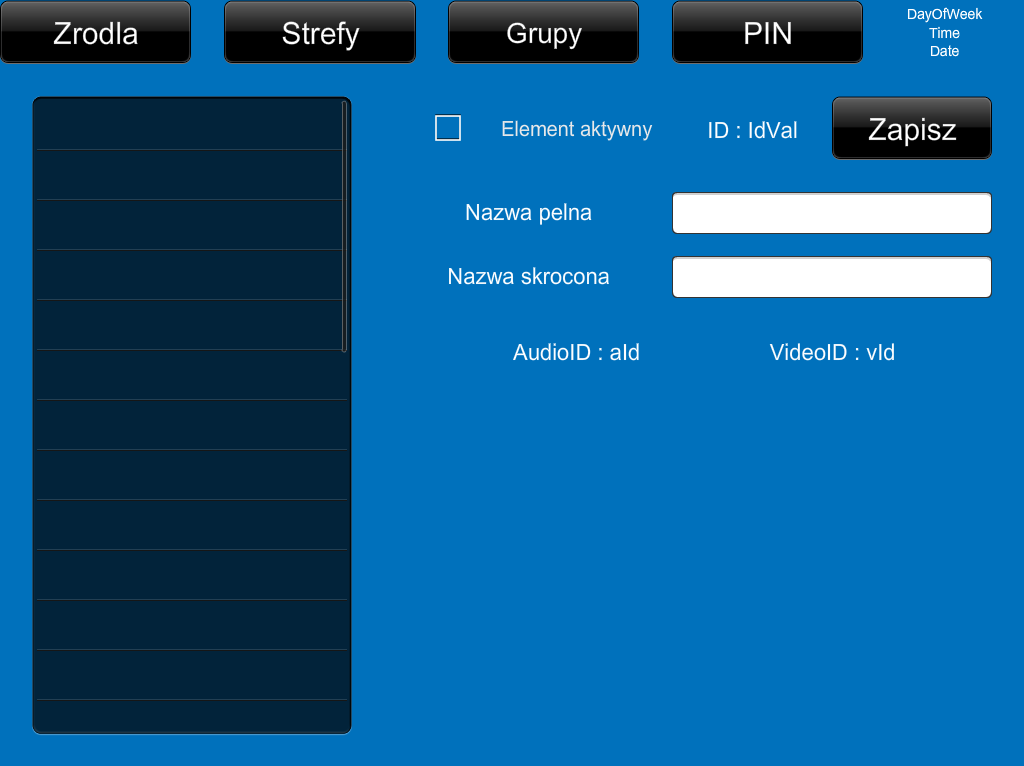 Zrodla
Strefy
Grupy
PIN
DayOfWeek
Time
Date
Element aktywny
ID : IdVal
Zapisz
Nazwa pelna
Nazwa skrocona
AudioID : aId
VideoID : vId